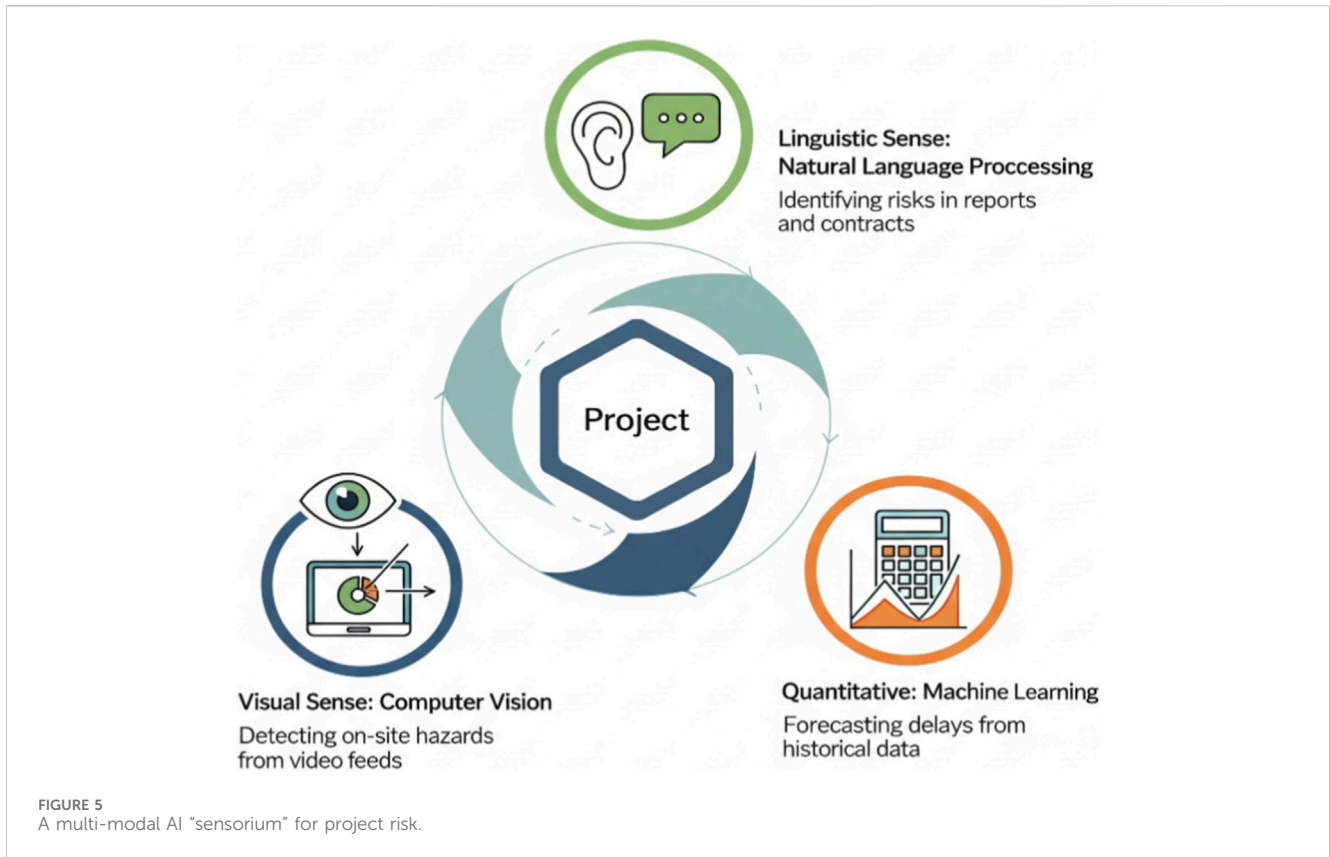 Linguistic Sense:
Natural Language Proccessing
Identifying risks in reports
and contracts
Project
Visual Sense: Computer Vision
Detecting on-site hazards
from video feeds
Quantitative: Machine Learning
Forecasting delays from
historical data
FIGURE 5
A multi-modal AI “sensorium” for project risk.